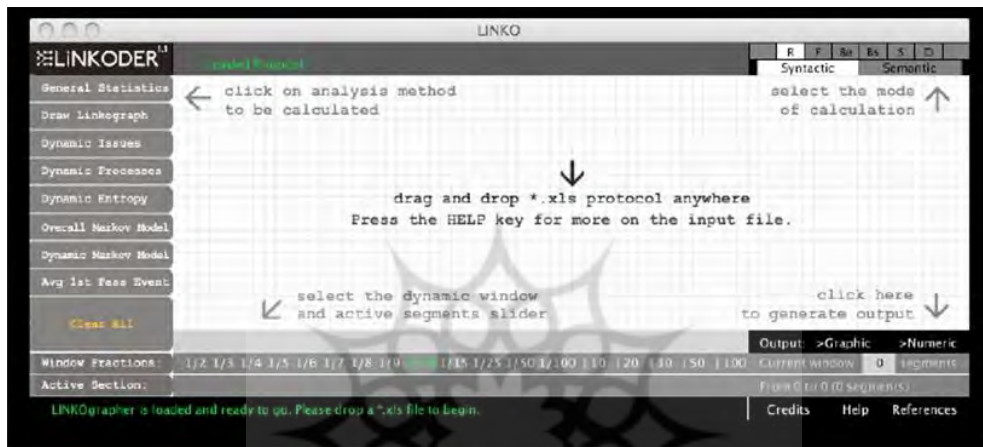 LINKO
LINKODER 1.1
Loaded Protocol
R F Be Bs S D
Syntactic Semantic
General Statistics
Draw Linkograph
Dynamic Issues
Dynamic Processes
Dynamic Entropy
Overall Markov Model
Dynamic Markov Model
Avg 1st Pass Event
Clear All
click on analysis method
to be calculated
select the mode
of calculation
drag and drop *.xls protocol anywhere
Press the HELP key for more on the input file.
select the dynamic window
and active segments slider
click here
to generate output
Output: >Graphic >Numeric
Window Fractions: 1/2 1/3 1/4 1/5 1/6 1/7 1/8 1/9 1/15 1/25 1/50 1/100 |10 |20 |30 |50 |100 Current window 0 segments
Active Section: From 0 to 0 (0 segments)
LINKOgrapher is loaded and ready to go. Please drop a *.xls file to begin. Credits Help References